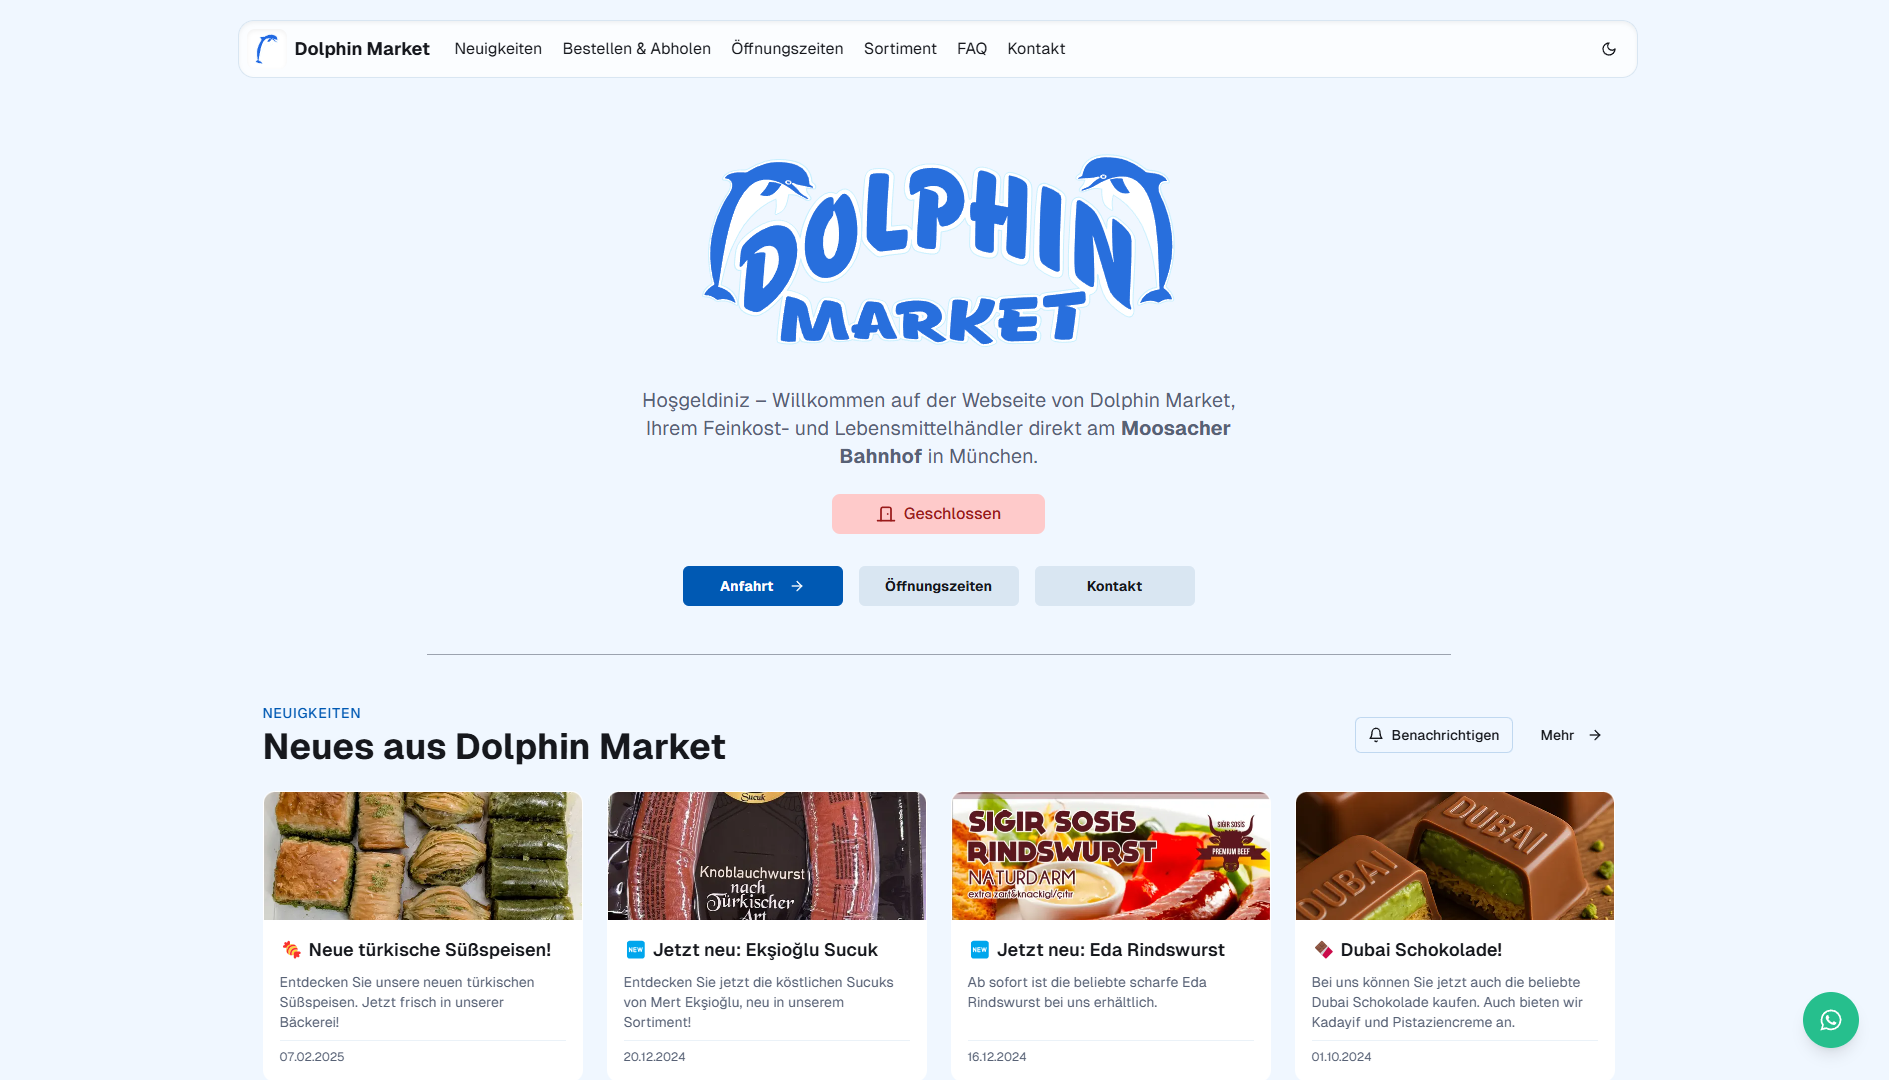 Dolphin Market
Neuigkeiten
Bestellen & Abholen
Öffnungszeiten
Sortiment
FAQ
Kontakt
DOLPHIN
MARKET
Hoşgeldiniz – Willkommen auf der Webseite von Dolphin Market,
Ihrem Feinkost- und Lebensmittelhändler direkt am Moosacher
Bahnhof in München.
Geschlossen
Anfahrt
Öffnungszeiten
Kontakt
NEUIGKEITEN
Neues aus Dolphin Market
Benachrichtigen
Mehr
Neue türkische Süßspeisen!
Entdecken Sie unsere neuen türkischen
Süßspeisen. Jetzt frisch in unserer
Bäckerei!
07.02.2025
Sucuk
Knoblauchwurst
nach
Türkischer
Art
NEW
Jetzt neu: Ekşioğlu Sucuk
Entdecken Sie jetzt die köstlichen Sucuks
von Mert Ekşioğlu, neu in unserem
Sortiment!
20.12.2024
SIĞIR SOSİS
RINDSWURST
NATURDARM
extra zart&knackig/çıtır
SIĞIR SOSİS
PREMIUM BEEF
NEW
Jetzt neu: Eda Rindswurst
Ab sofort ist die beliebte scharfe Eda
Rindswurst bei uns erhältlich.
16.12.2024
DUBAI
DUBAI
Dubai Schokolade!
Bei uns können Sie jetzt auch die beliebte
Dubai Schokolade kaufen. Auch bieten wir
Kadayif und Pistaziencreme an.
01.10.2024